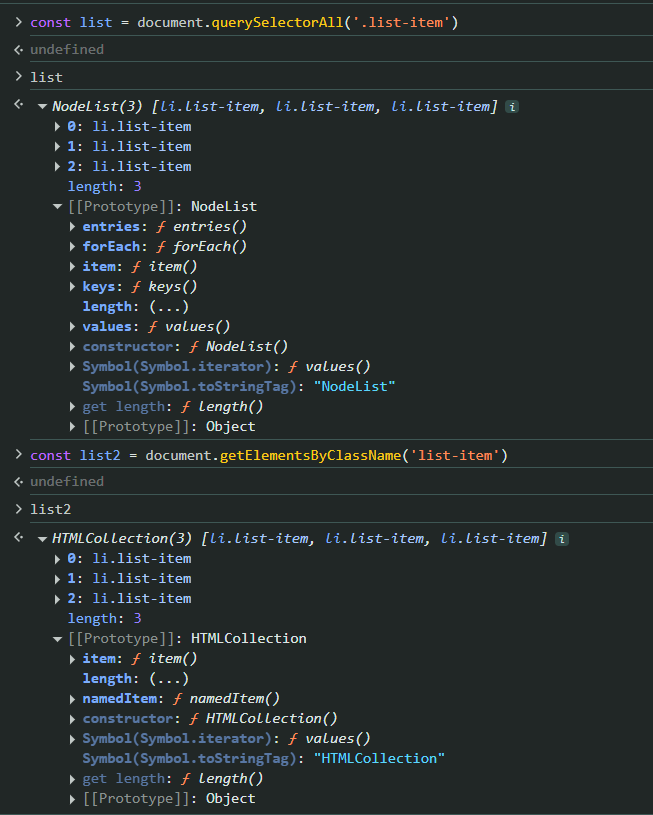 > const list = document.querySelectorAll('.list-item')
undefined
> list
NodeList(3) [li.list-item, li.list-item, li.list-item] i
0: li.list-item
1: li.list-item
2: li.list-item
length: 3
[[Prototype]]: NodeList
entries: ƒ entries()
forEach: ƒ forEach()
item: ƒ item()
keys: ƒ keys()
length: (...)
values: ƒ values()
constructor: ƒ NodeList()
Symbol(Symbol.iterator): ƒ values()
Symbol(Symbol.toStringTag): "NodeList"
get length: ƒ length()
[[Prototype]]: Object
> const list2 = document.getElementsByClassName('list-item')
undefined
> list2
HTMLCollection(3) [li.list-item, li.list-item, li.list-item] i
0: li.list-item
1: li.list-item
2: li.list-item
length: 3
[[Prototype]]: HTMLCollection
item: ƒ item()
length: (...)
namedItem: ƒ namedItem()
constructor: ƒ HTMLCollection()
Symbol(Symbol.iterator): ƒ values()
Symbol(Symbol.toStringTag): "HTMLCollection"
get length: ƒ length()
[[Prototype]]: Object